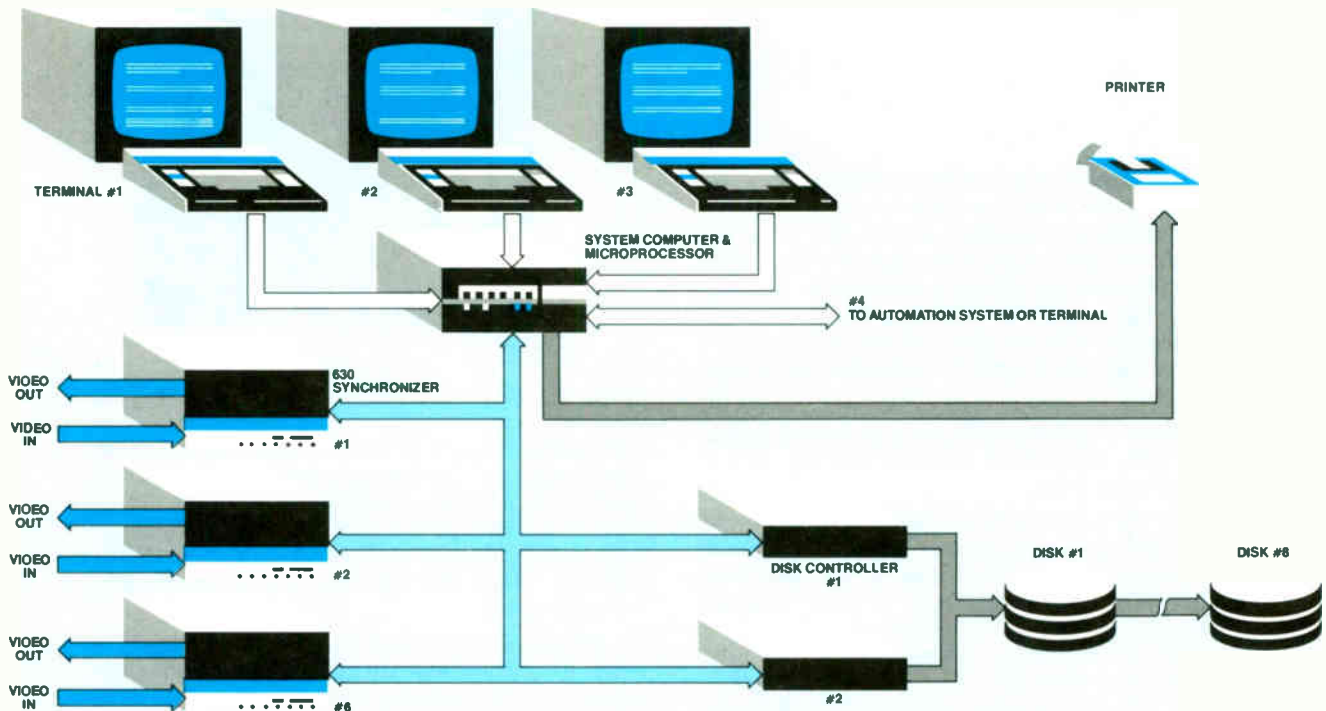 PRINTER
TERMINAL #1
#2
#3
SYSTEM COMPUTER &
MICROPROCESSOR
#4
TO AUTOMATION SYSTEM OR TERMINAL
630
SYNCHRONIZER
VIDEO
OUT
VIDEO
IN
#1
VIDEO
OUT
VIDEO
IN
#2
DISK CONTROLLER
#1
DISK #1
DISK #6
VIDEO
OUT
VIDEO
IN
#6
#2